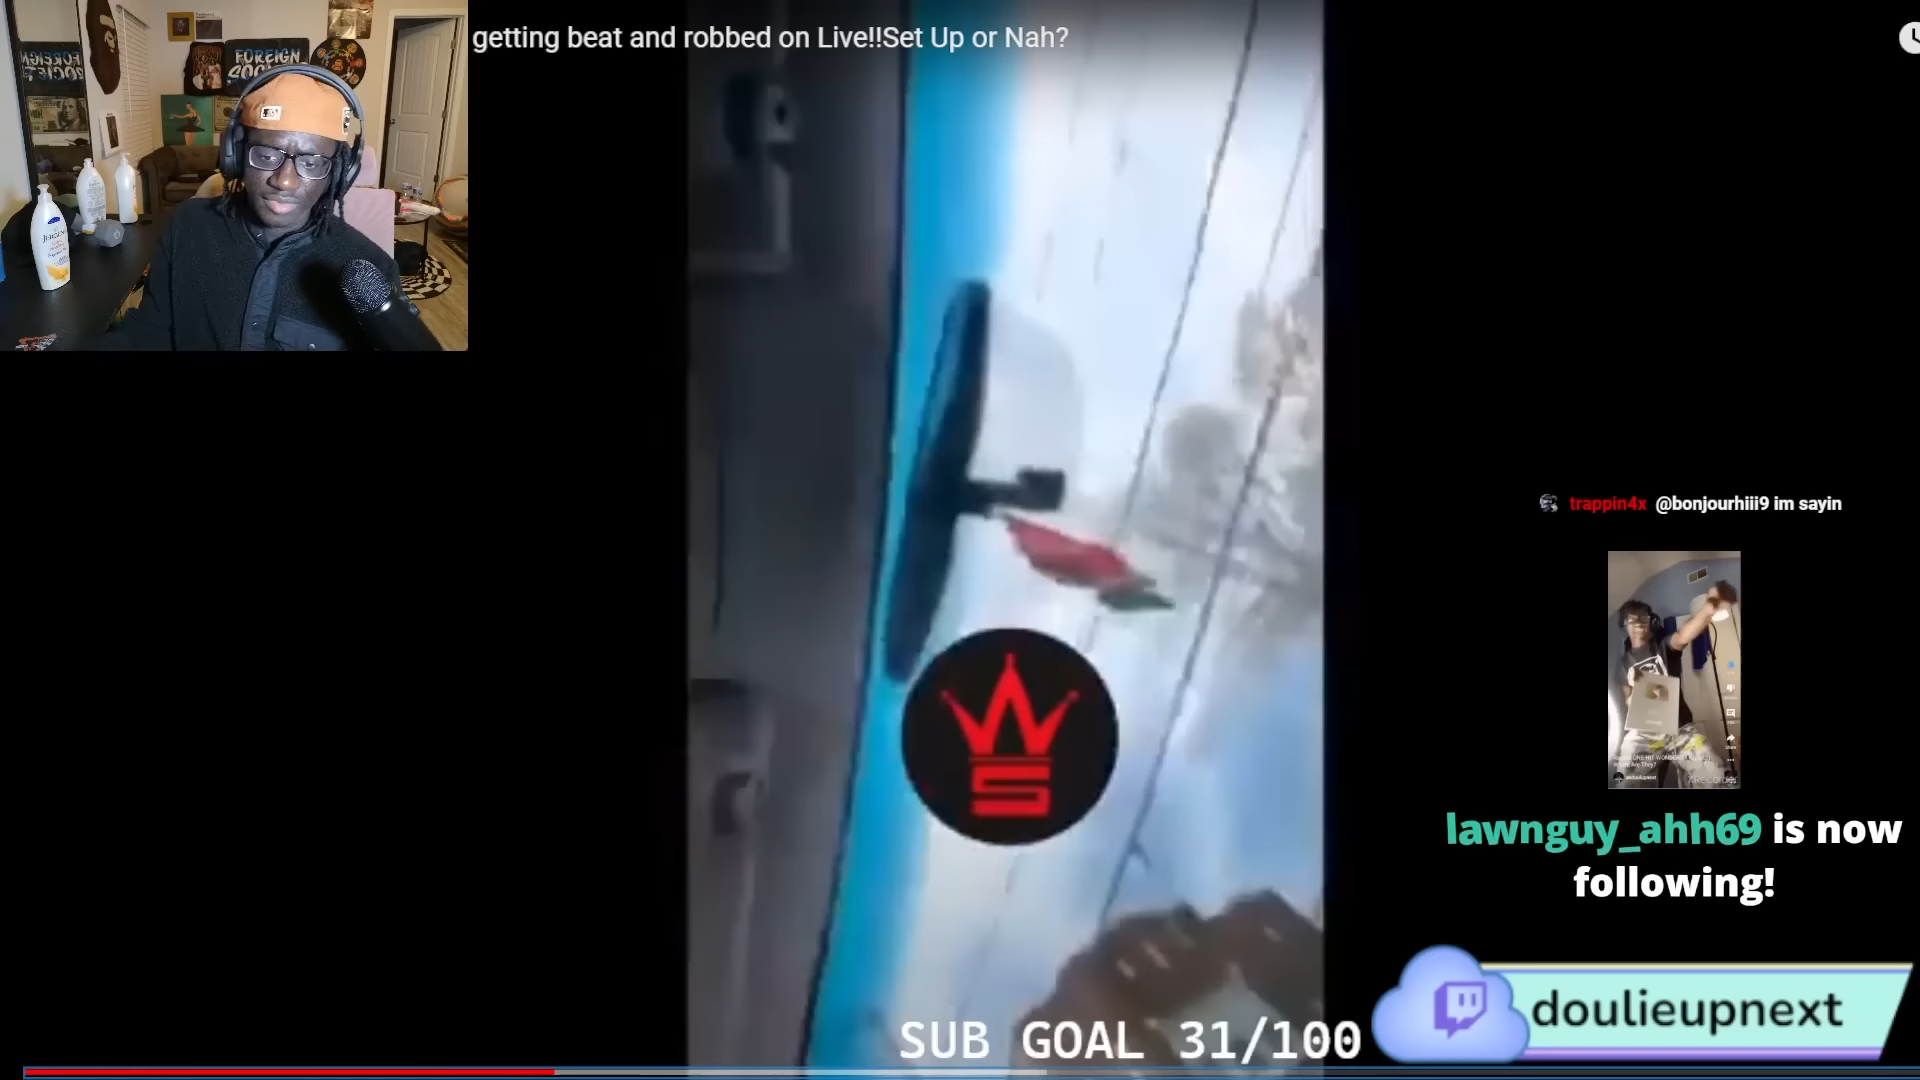 getting beat and robbed on Live!!Set Up or Nah?
FOREIGN
trappin4x @bonjourhiii9 im sayin
lawnguy_ahh69 is now
following!
SUB GOAL 31/100
doulieupnext